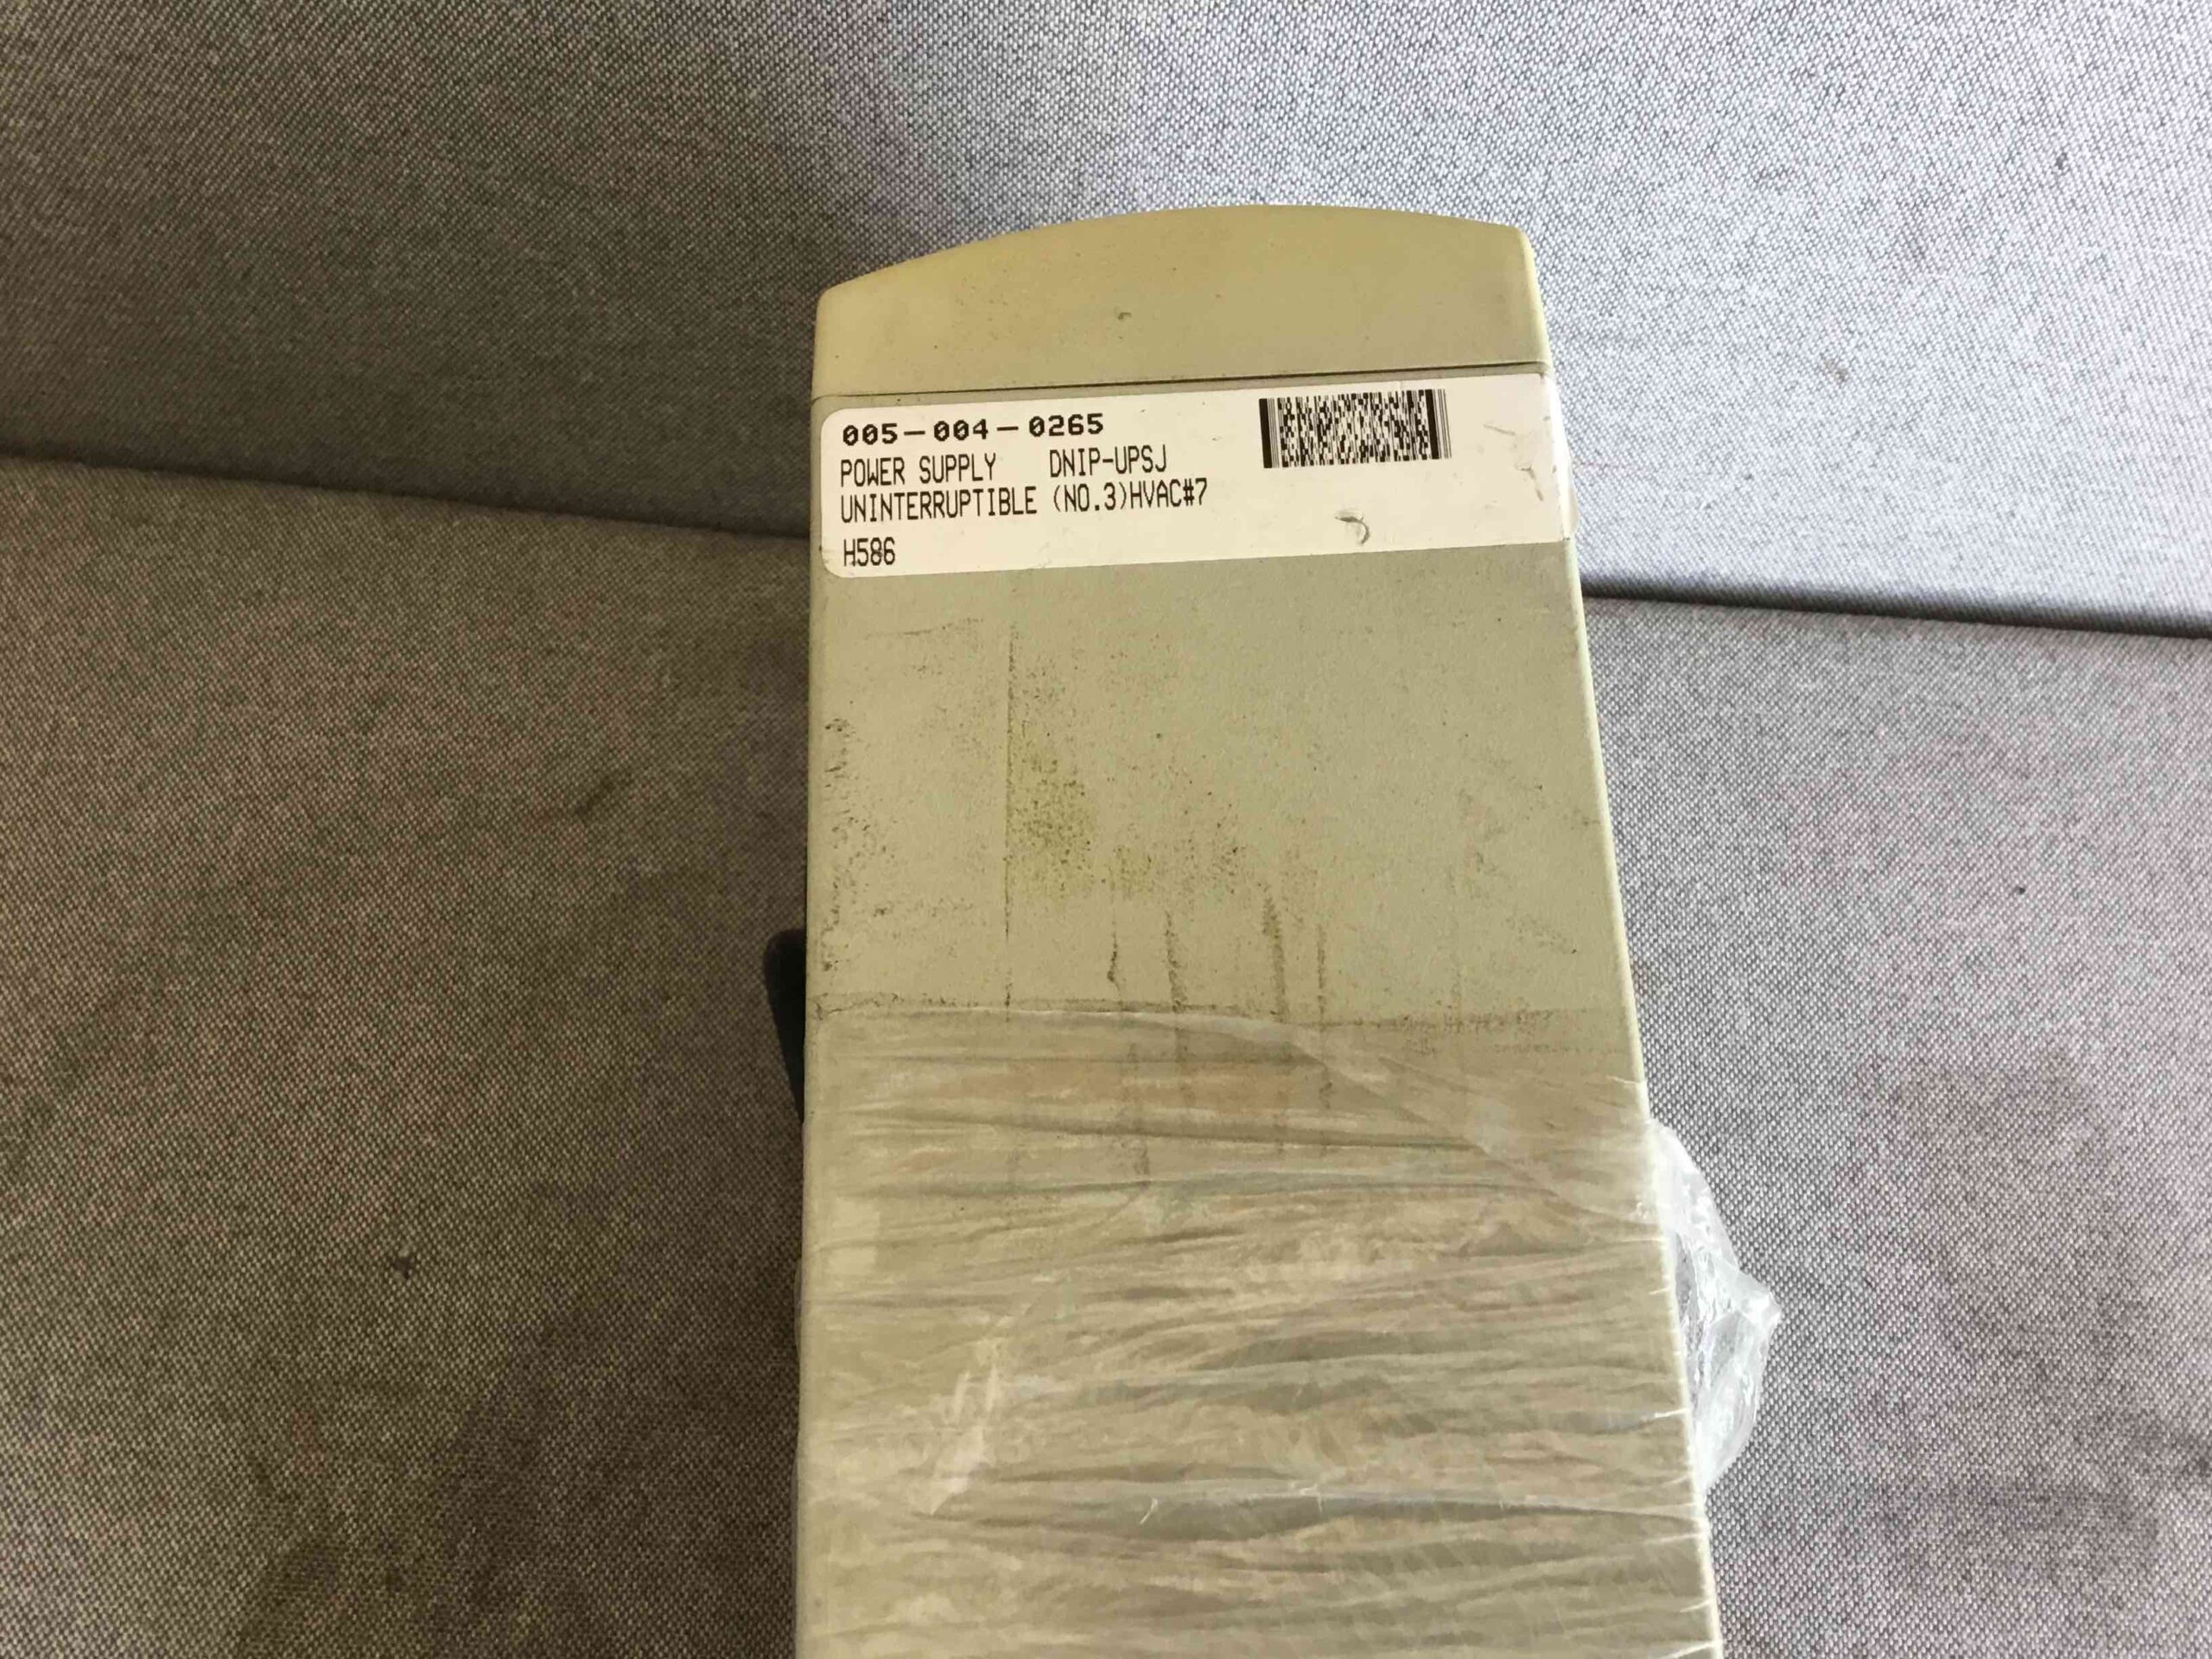 005-004-0265
POWER SUPPLY DNIP-UPSJ
UNINTERRUPTIBLE (NO.3)HVAC#7
H586